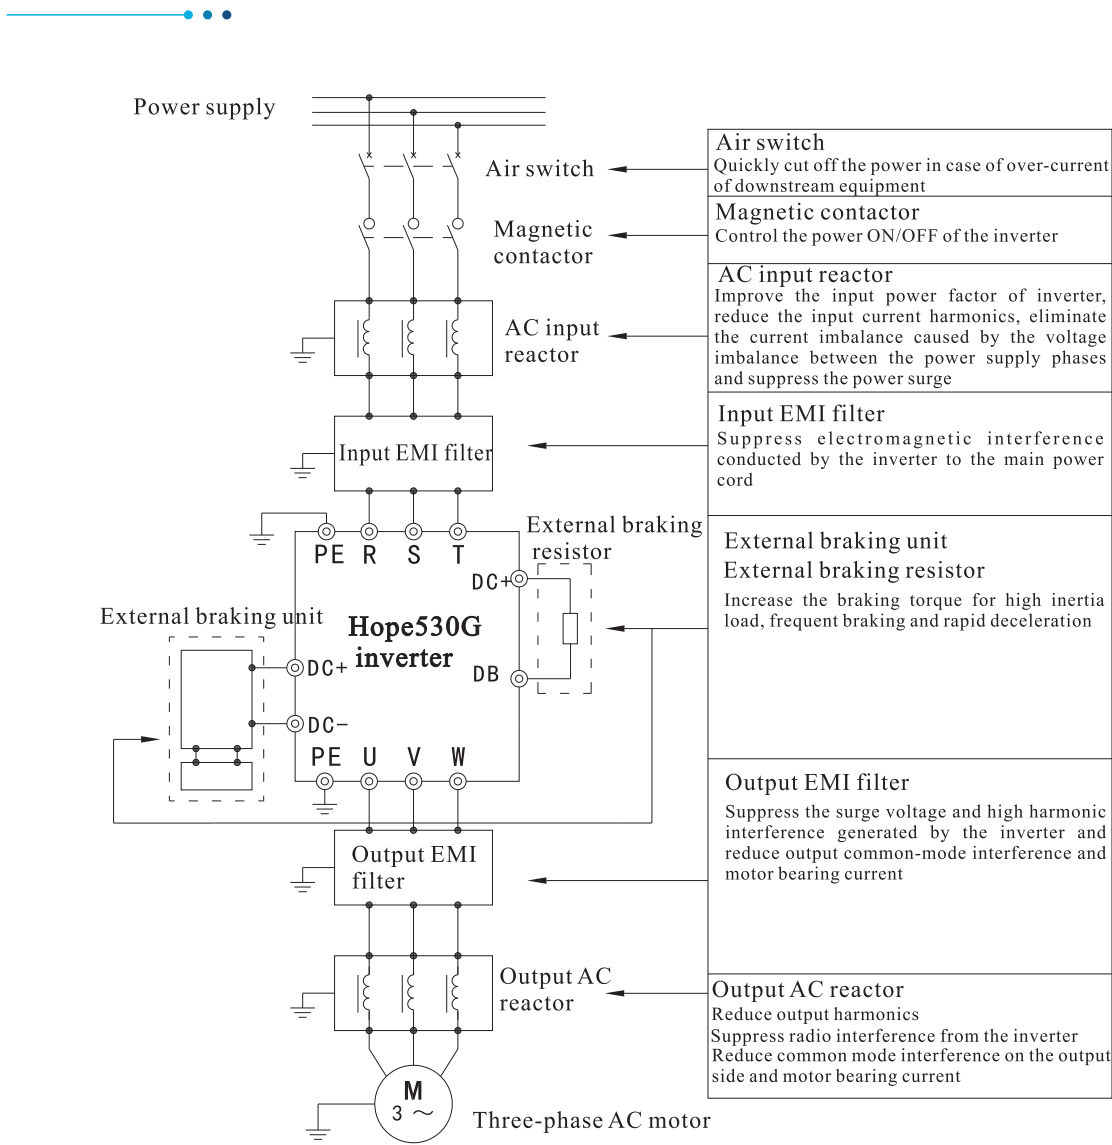 Power supply
Air switch
Magnetic
contactor
AC input
reactor
Input EMI filter
External braking
resistor
PE R S T
DC+
External braking unit
Hope530G
inverter
DC+
DB
DC-
PE U V W
Output EMI
filter
Output AC
reactor
M
3 ~
Three-phase AC motor
Air switch
Quickly cut off the power in case of over-current
of downstream equipment
Magnetic contactor
Control the power ON/OFF of the inverter
AC input reactor
Improve the input power factor of inverter,
reduce the input current harmonics, eliminate
the current imbalance caused by the voltage
imbalance between the power supply phases
and suppress the power surge
Input EMI filter
Suppress electromagnetic interference
conducted by the inverter to the main power
cord
External braking unit
External braking resistor
Increase the braking torque for high inertia
load, frequent braking and rapid deceleration
Output EMI filter
Suppress the surge voltage and high harmonic
interference generated by the inverter and
reduce output common-mode interference and
motor bearing current
Output AC reactor
Reduce output harmonics
Suppress radio interference from the inverter
Reduce common mode interference on the output
side and motor bearing current